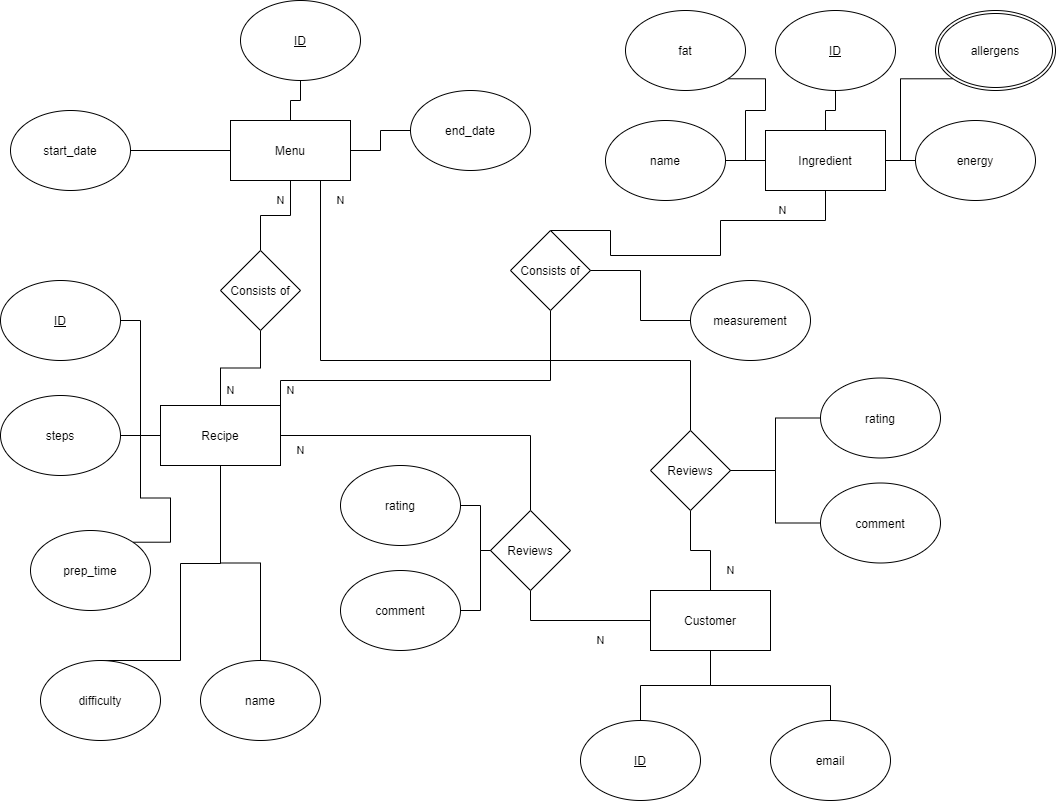 ID
fat
ID
allergens
start_date
Menu
end_date
name
Ingredient
energy
N
N
N
Consists of
Consists of
ID
measurement
N
N
steps
Recipe
N
rating
Reviews
rating
comment
Reviews
prep_time
N
comment
Customer
N
difficulty
name
ID
email